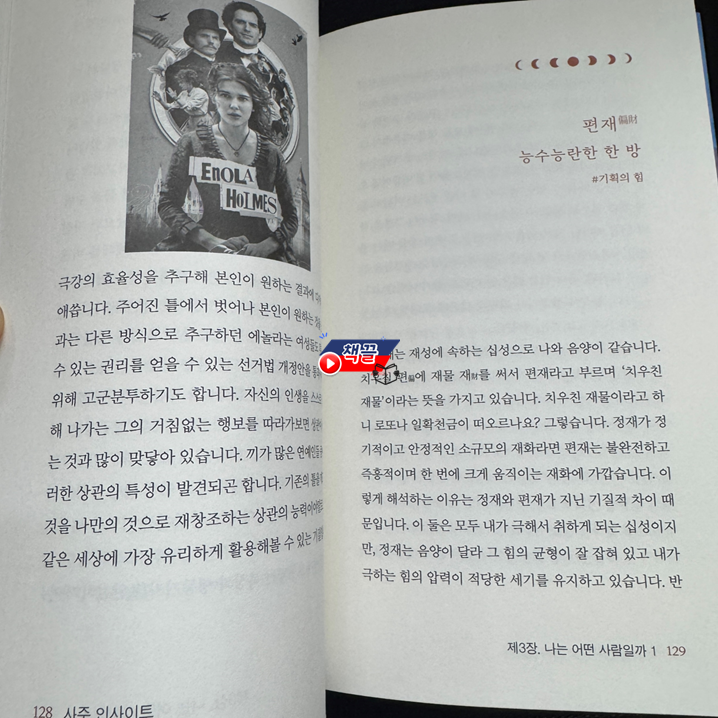 ENOLA
HOLMES
극강의 효율성을 추구해 본인이 원하는 결과에
애씁니다. 주어진 틀에서 벗어나 본인이 원하는
과는 다른 방식으로 추구하던 에놀라는 여성들도
수 있는 권리를 얻을 수 있는 선거법 개정안을
위해 고군분투하기도 합니다. 자신의 인생을
해 나가는 그의 거침없는 행보를 따라가보면
는 것과 많이 맞닿아 있습니다. 끼가 많은 연예인들
러한 상관의 특성이 발견되곤 합니다. 기존의 틀을
것을 나만의 것으로 재창조하는 상관의 능력이야말로
같은 세상에 가장 유리하게 활용해볼 수 있는
128 사주 인사이트
편재偏財
능수능란한 한 방
#기획의 힘
책끌
는 재성에 속하는 십성으로 나와 음양이 같습니다.
치우칠 편偏에 재물 재財를 써서 편재라고 부르며 ‘치우친
재물’이라는 뜻을 가지고 있습니다. 치우친 재물이라고 하
니 로또나 일확천금이 떠오르나요? 그렇습니다. 정재가 정
기적이고 안정적인 소규모의 재화라면 편재는 불완전하고
즉흥적이며 한 번에 크게 움직이는 재화에 가깝습니다. 이
렇게 해석하는 이유는 정재와 편재가 지닌 기질적 차이 때
문입니다. 이 둘은 모두 내가 극해서 취하게 되는 십성이지
만, 정재는 음양이 달라 그 힘의 균형이 잘 잡혀 있고 내가
극하는 힘의 압력이 적당한 세기를 유지하고 있습니다. 반
제3장. 나는 어떤 사람일까 1 129